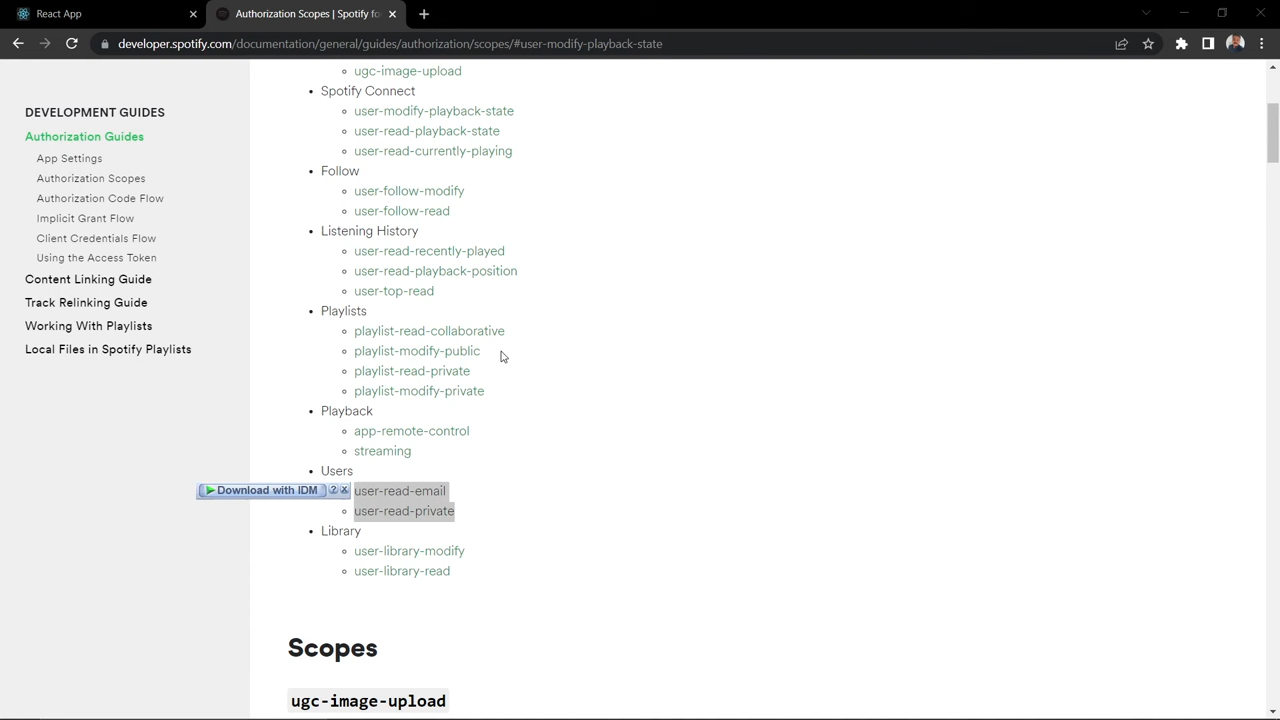 React App
Authorization Scopes | Spotify fo
developer.spotify.com/documentation/general/guides/authorization/scopes/#user-modify-playback-state
DEVELOPMENT GUIDES
Authorization Guides
App Settings
Authorization Scopes
Authorization Code Flow
Implicit Grant Flow
Client Credentials Flow
Using the Access Token
Content Linking Guide
Track Relinking Guide
Working With Playlists
Local Files in Spotify Playlists
ugc-image-upload
Spotify Connect
user-modify-playback-state
user-read-playback-state
user-read-currently-playing
Follow
user-follow-modify
user-follow-read
Listening History
user-read-recently-played
user-read-playback-position
user-top-read
Playlists
playlist-read-collaborative
playlist-modify-public
playlist-read-private
playlist-modify-private
Playback
app-remote-control
streaming
Users
Download with IDM ? X
user-read-email
user-read-private
Library
user-library-modify
user-library-read
Scopes
ugc-image-upload